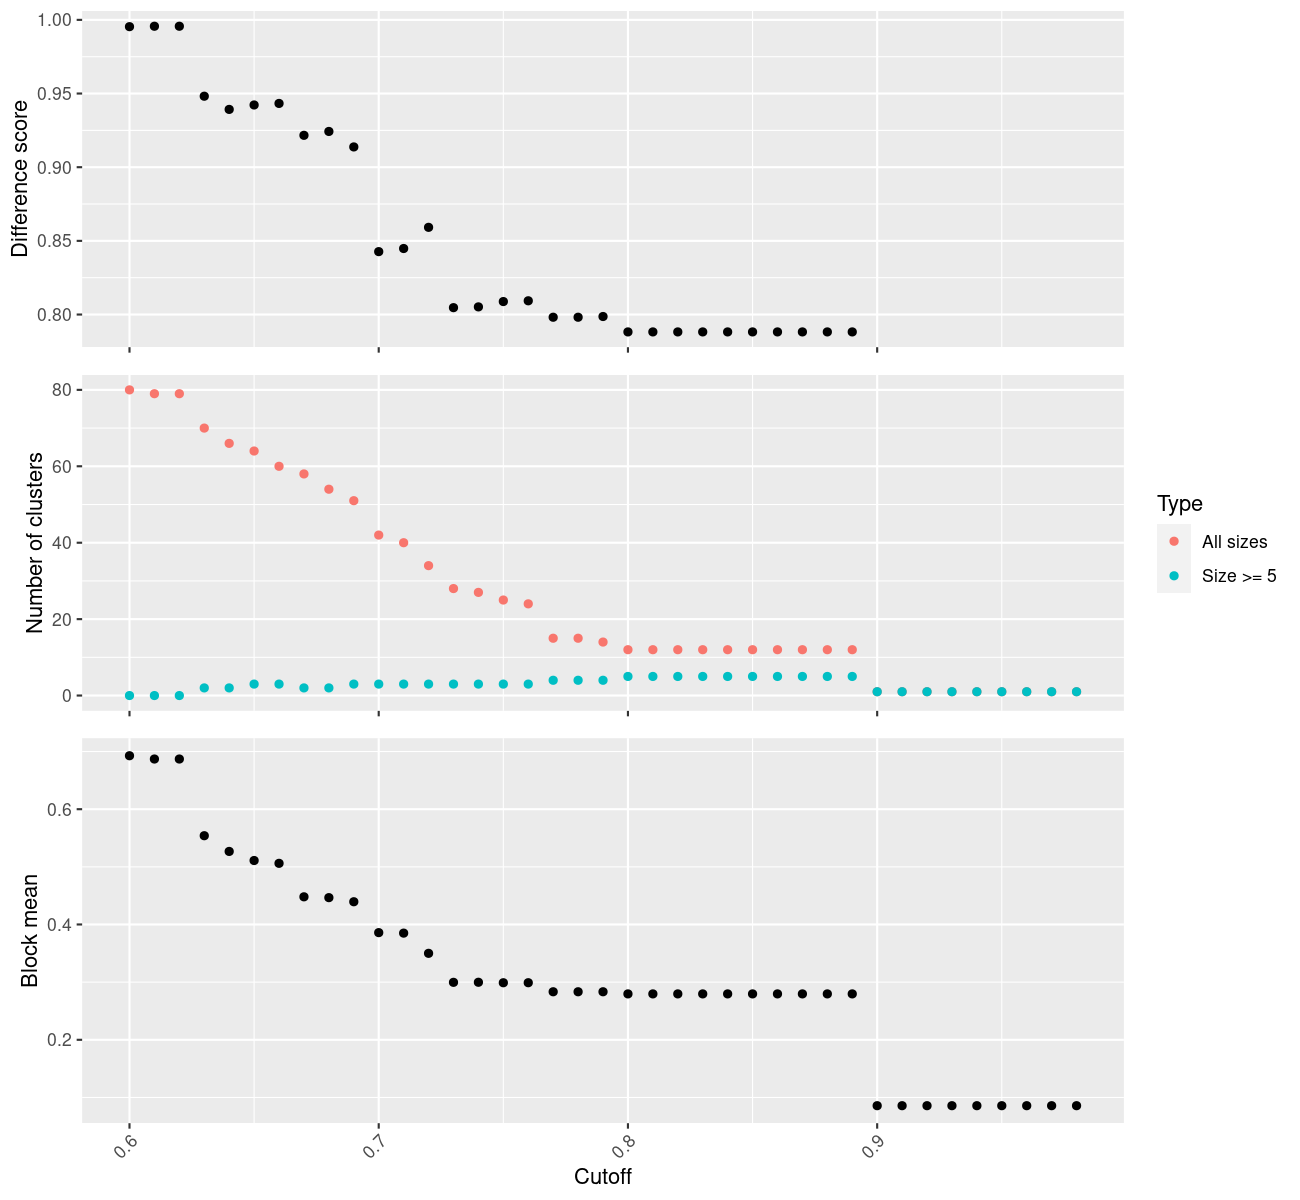 Difference score
1.00
0.95
0.90
0.85
0.80
Number of clusters
80
60
40
20
0
Type
All sizes
Size >= 5
Block mean
0.6
0.4
0.2
0.6 0.7 0.8 0.9
Cutoff